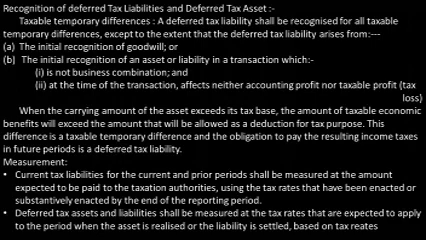 Recognition of deferred Tax Liabilities and Deferred Tax Asset :-
Taxable temporary differences : A deferred tax liability shall be recognised for all taxable
temporary differences, except to the extent that the deferred tax liability arises from:---
(a) The initial recognition of goodwill; or
(b) The initial recognition of an asset or liability in a transaction which:-
(i) is not business combination; and
(ii) at the time of the transaction, affects neither accounting profit nor taxable profit (tax
loss)
When the carrying amount of the asset exceeds its tax base, the amount of taxable economic
benefits will exceed the amount that will be allowed as a deduction for tax purpose. This
difference is a taxable temporary difference and the obligation to pay the resulting income taxes
in future periods is a deferred tax liability.
Measurement:
• Current tax liabilities for the current and prior periods shall be measured at the amount
expected to be paid to the taxation authorities, using the tax rates that have been enacted or
substantively enacted by the end of the reporting period.
• Deferred tax assets and liabilities shall be measured at the tax rates that are expected to apply
to the period when the asset is realised or the liability is settled, based on tax reates